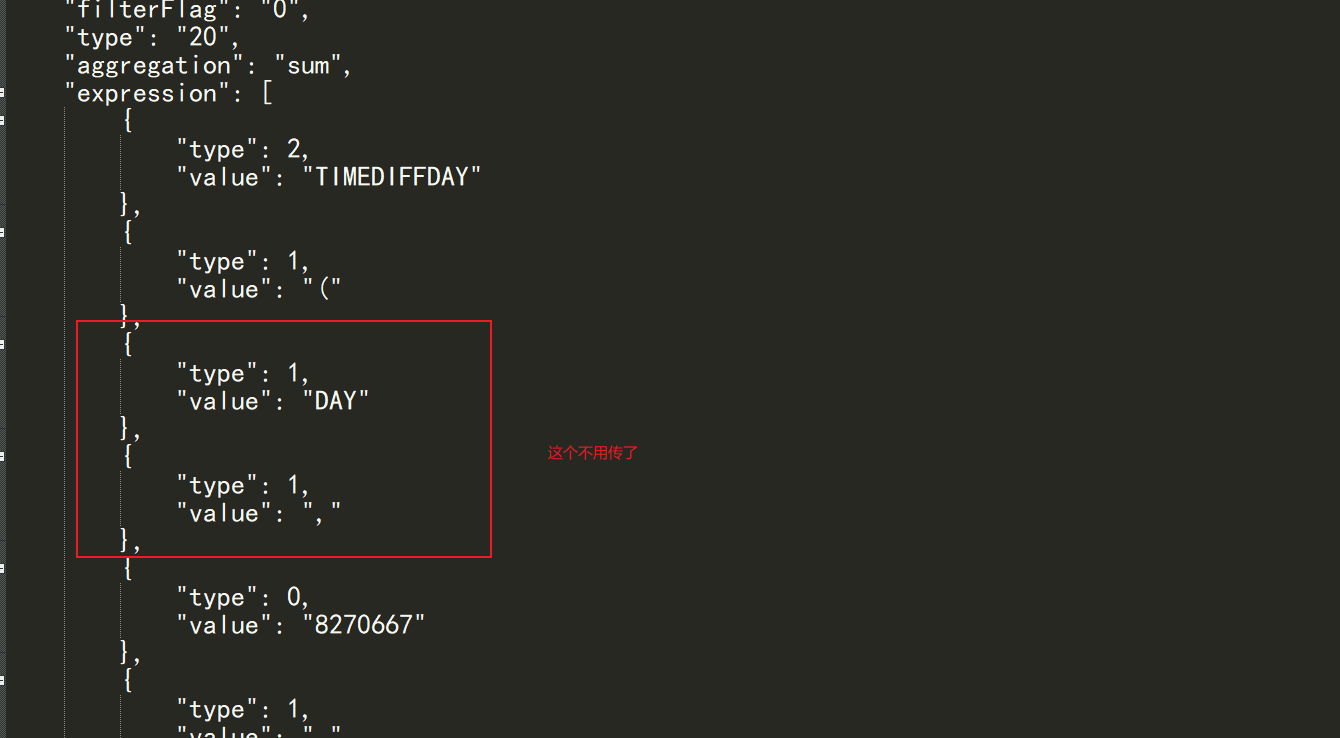 "filterFlag": "0",
"type": "20",
"aggregation": "sum",
"expression": [
{
"type": 2,
"value": "TIMEDIFFDAY"
},
{
"type": 1,
"value": "("
},
{
"type": 1,
"value": "DAY"
},
{
"type": 1,
"value": ","
},
这个不用传了
{
"type": 0,
"value": "8270667"
},
{
"type": 1,
"value": "